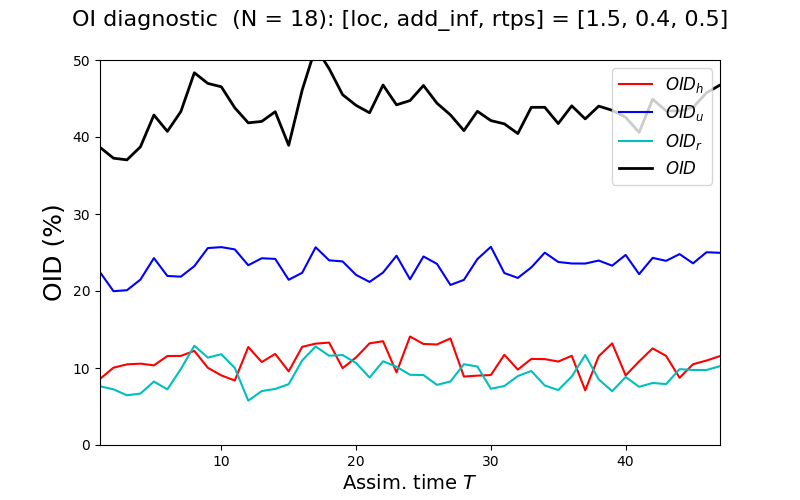 OI diagnostic (N = 18): [loc, add_inf, rtps] = [1.5, 0.4, 0.5]
OID (%)
50
40
30
20
10
0
OID_h
OID_u
OID_r
OID
10 20 30 40
Assim. time T